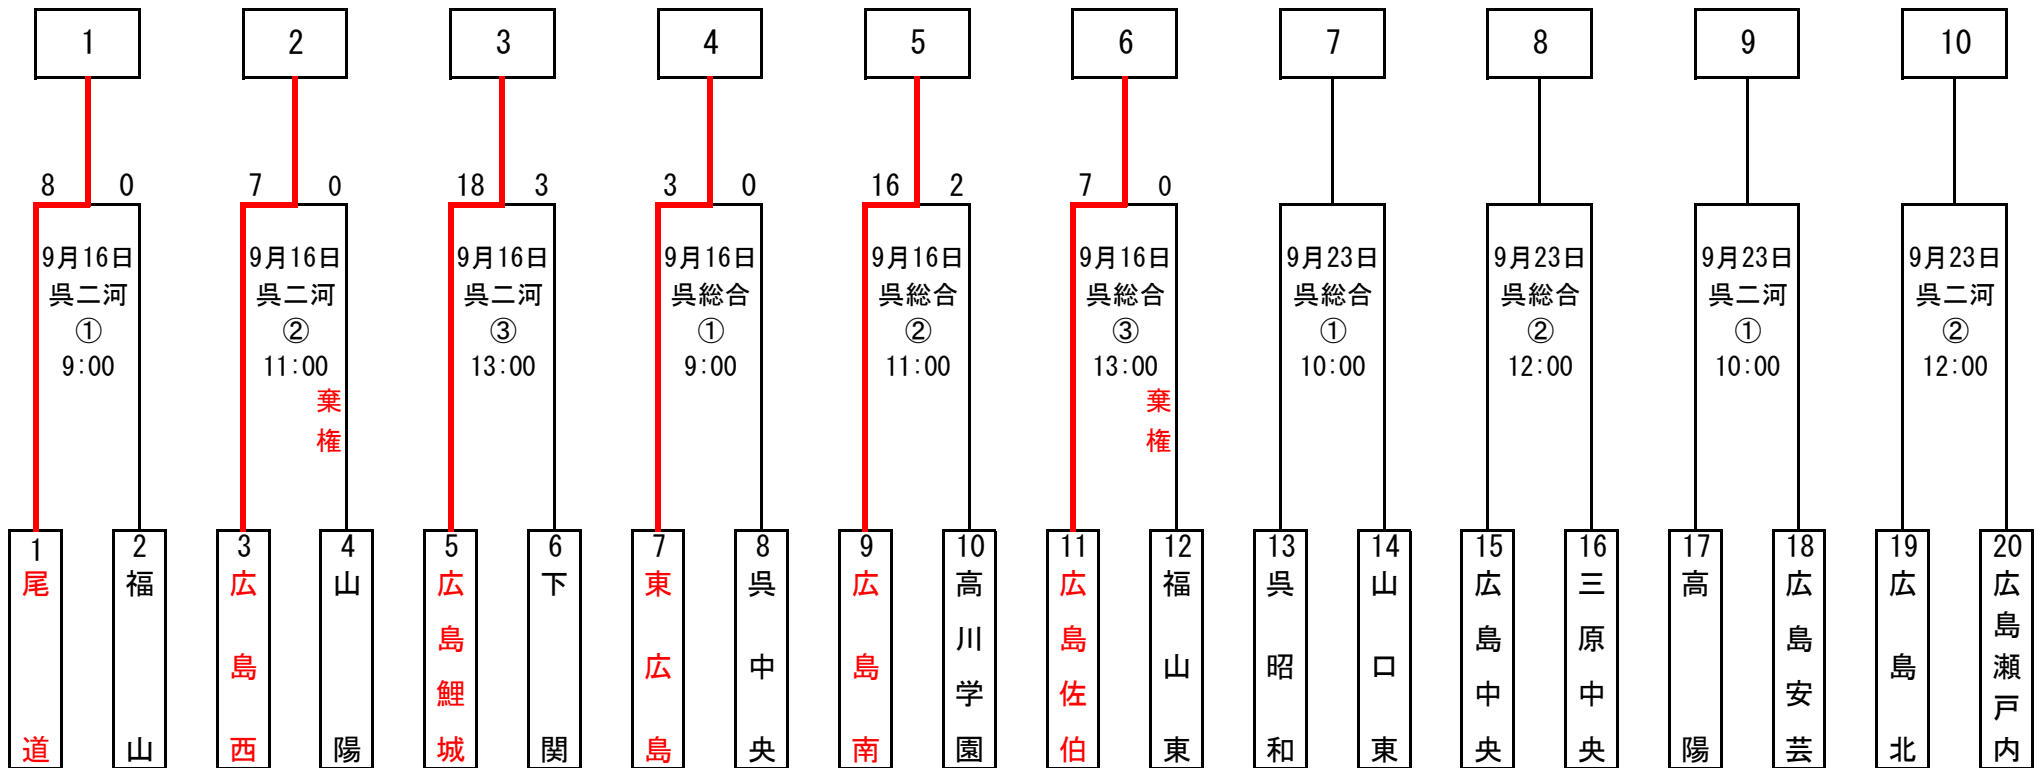 1
2
3
4
5
6
7
8
9
10
8 0
7 0
18 3
3 0
16 2
7 0
9月16日
呉二河
①
9:00
9月16日
呉二河
②
11:00
棄権
9月16日
呉二河
③
13:00
9月16日
呉総合
①
9:00
9月16日
呉総合
②
11:00
9月16日
呉総合
③
13:00
棄権
9月23日
呉総合
①
10:00
9月23日
呉総合
②
12:00
9月23日
呉二河
①
10:00
9月23日
呉二河
②
12:00
1
尾道
2
福山
3
広島西
4
山陽
5
広島鯉城
6
下関
7
東広島
8
呉中央
9
広島南
10
高川学園
11
広島佐伯
12
福山東
13
呉昭和
14
山口東
15
広島中央
16
三原中央
17
高陽
18
広島安芸
19
広島北
20
広島瀬戸内